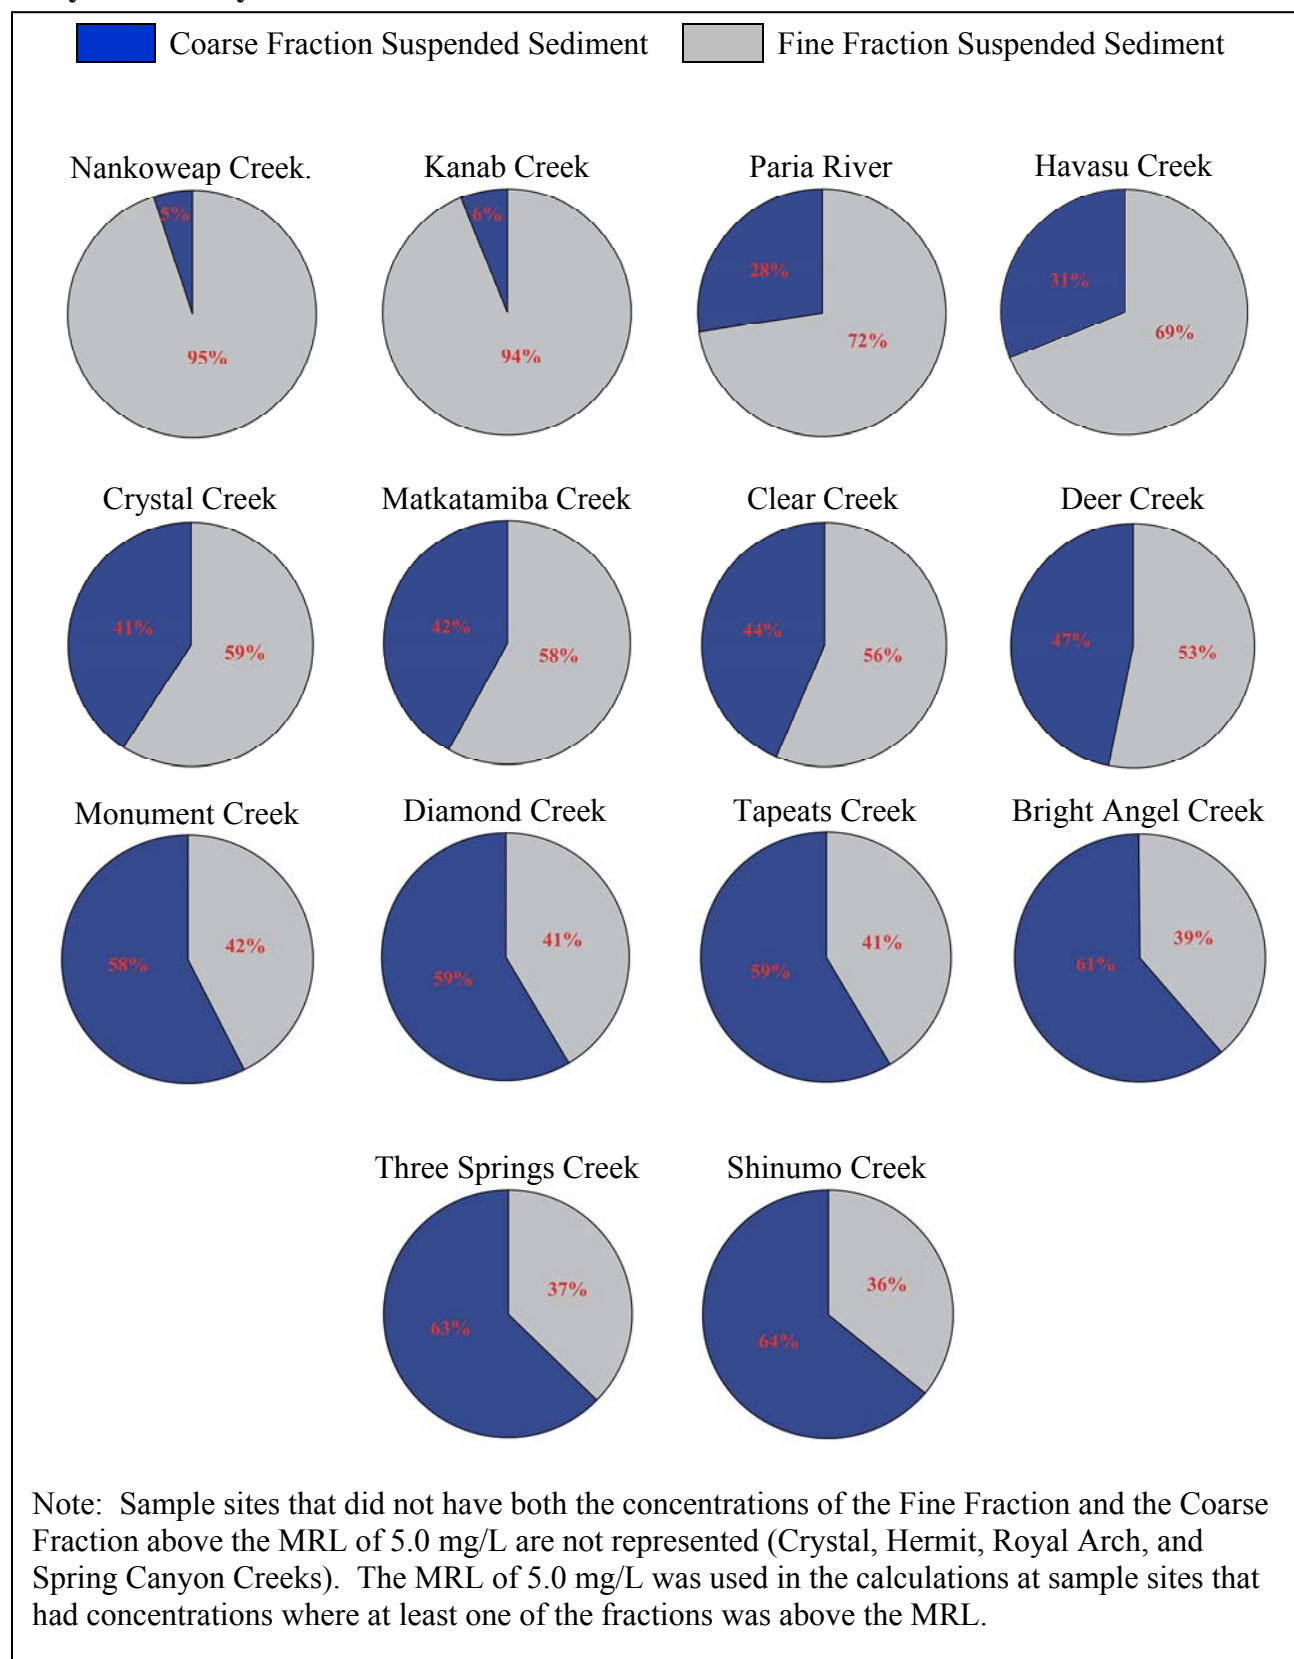 Coarse Fraction Suspended Sediment Fine Fraction Suspended Sediment
Nankoweap Creek. Kanab Creek Paria River Havasu Creek
5% 6% 28% 31%
95% 94% 72% 69%
Crystal Creek Matkatamiba Creek Clear Creek Deer Creek
41% 59% 42% 58% 44% 56% 47% 53%
Monument Creek Diamond Creek Tapeats Creek Bright Angel Creek
58% 42% 59% 41% 59% 41% 61% 39%
Three Springs Creek Shinumo Creek
63% 37% 64% 36%
Note: Sample sites that did not have both the concentrations of the Fine Fraction and the Coarse
Fraction above the MRL of 5.0 mg/L are not represented (Crystal, Hermit, Royal Arch, and
Spring Canyon Creeks). The MRL of 5.0 mg/L was used in the calculations at sample sites that
had concentrations where at least one of the fractions was above the MRL.